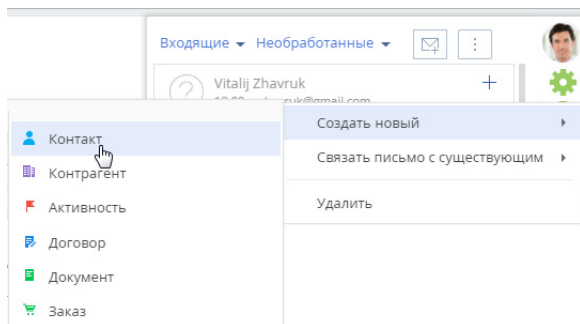 Входящие Необработанные
Vitalij Zhavruk
Создать новый
Контакт
Связать письмо с существующим
Контрагент
Активность
Удалить
Договор
Документ
Заказ